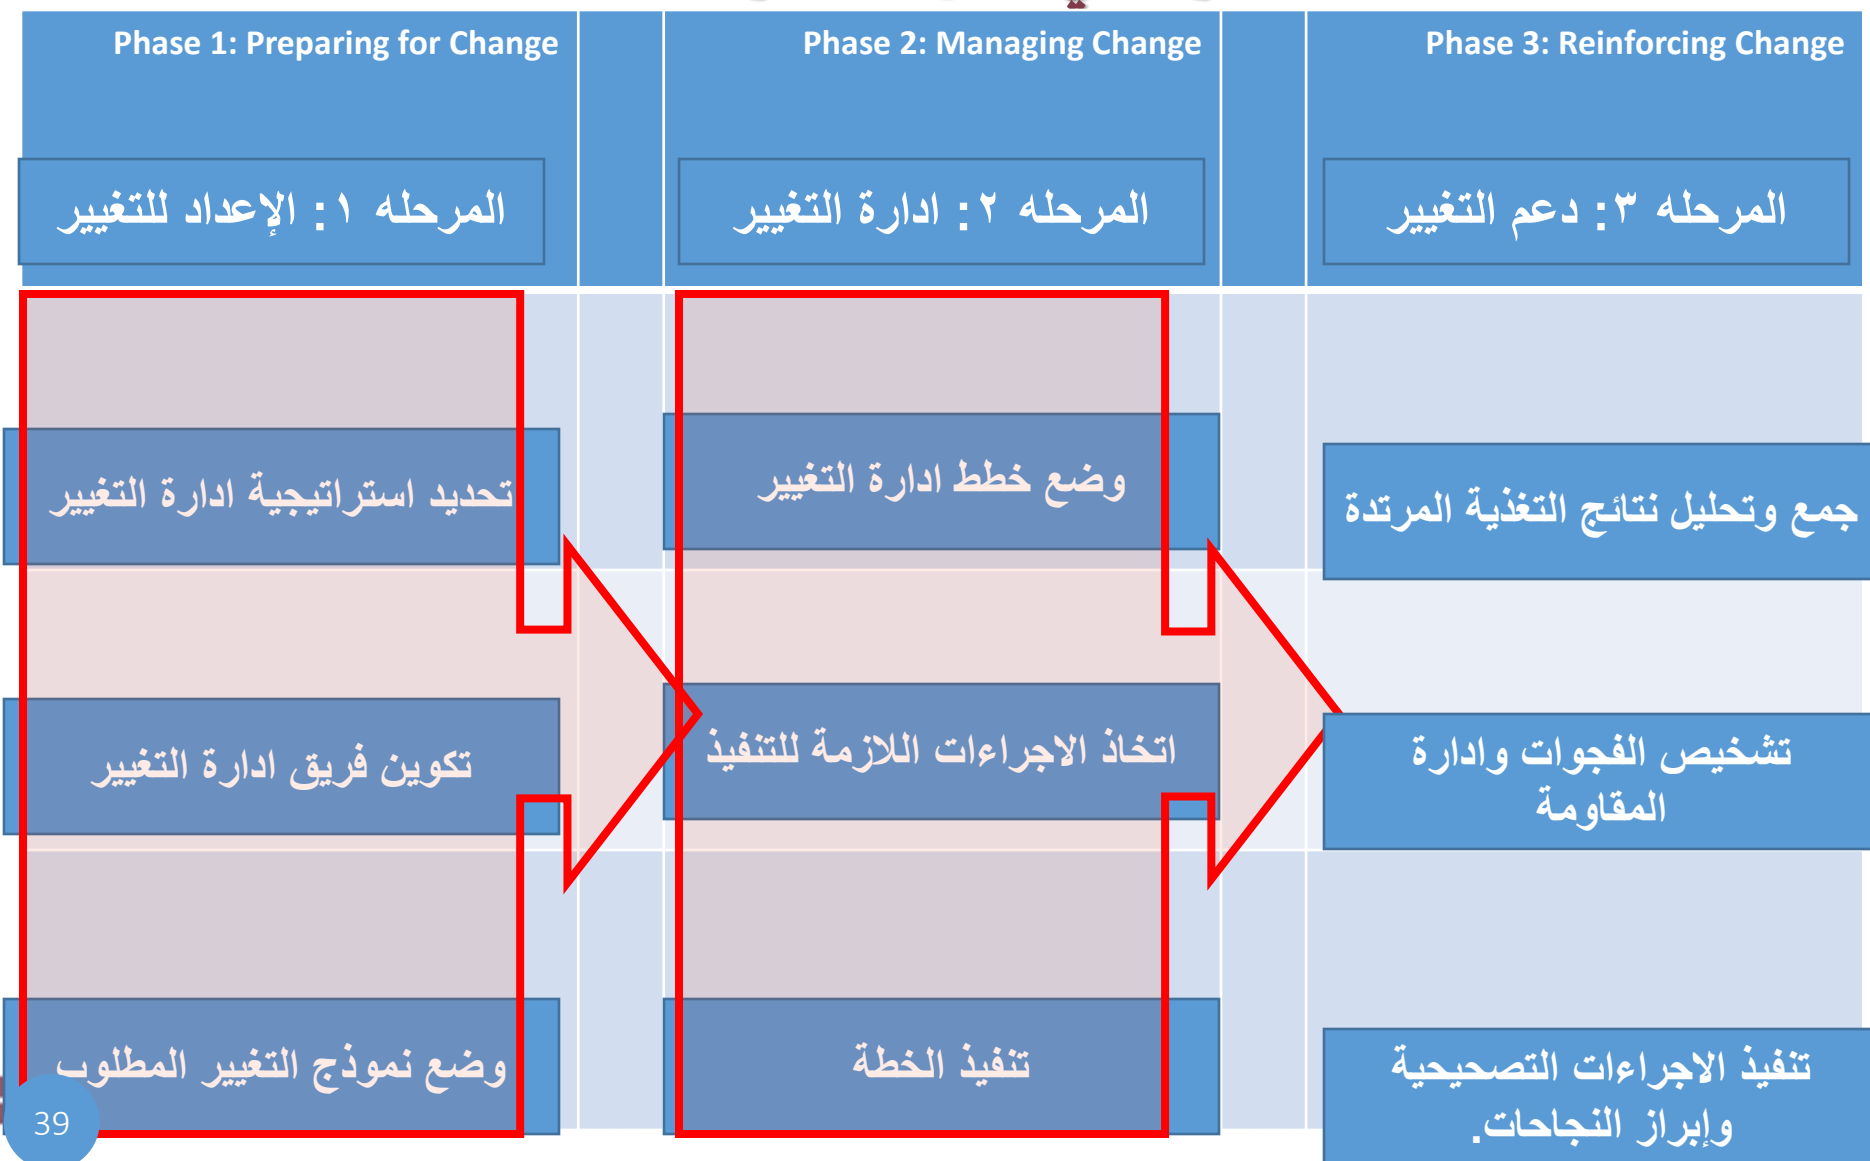 Phase 1: Preparing for Change
Phase 2: Managing Change
Phase 3: Reinforcing Change
المرحله ١: الإعداد للتغيير
المرحله ٢: ادارة التغيير
المرحله ٣: دعم التغيير
تحديد استراتيجية ادارة التغيير
وضع خطط ادارة التغيير
جمع وتحليل نتائج التغذية المرتدة
تكوين فريق ادارة التغيير
اتخاذ الاجراءات اللازمة للتنفيذ
تشخيص الفجوات وادارة
المقاومة
وضع نموذج التغيير المطلوب
تنفيذ الخطة
تنفيذ الاجراءات التصحيحية
وإبراز النجاحات.
39